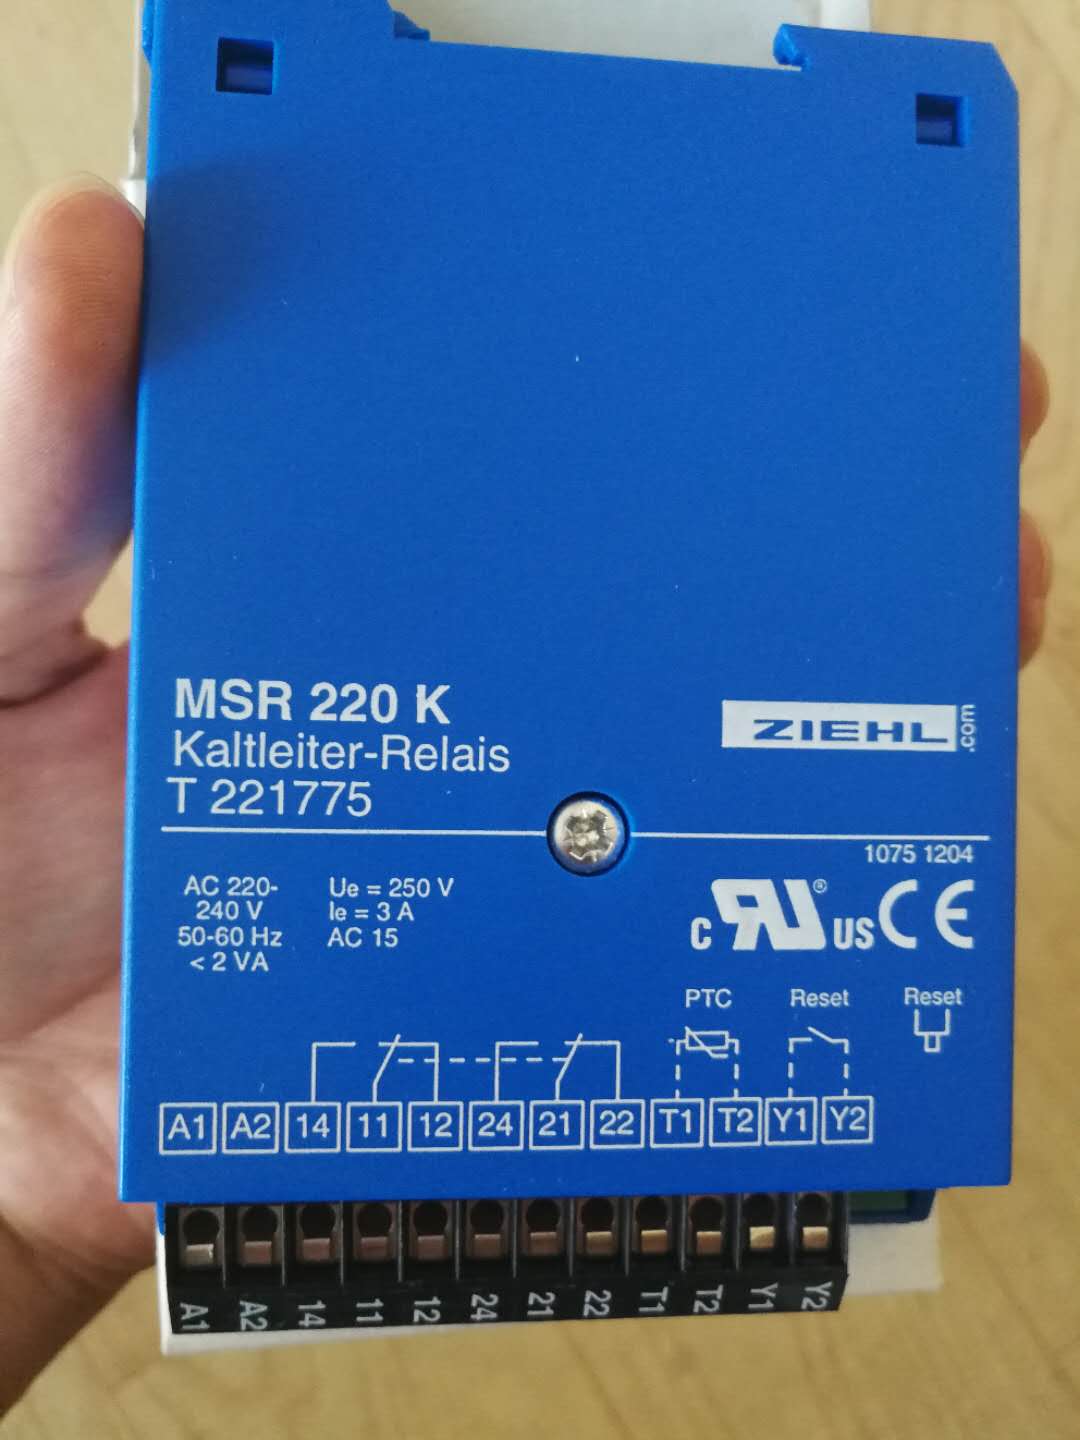 MSR 220 K
Kaltleiter-Relais
T 221775
ZIEHL.com
1075 1204
AC 220-
240 V
50-60 Hz
< 2 VA
Ue = 250 V
Ie = 3 A
AC 15
c RU® US CE
PTC Reset Reset
A1 A2 14 11 12 24 21 22 T1 T2 Y1 Y2
A1 A2 14 11 12 24 21 22 T1 T2 Y1 Y2